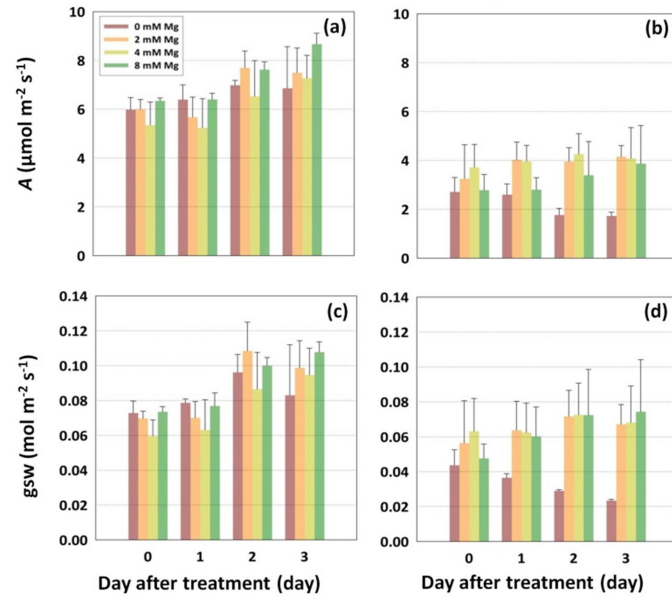 (a)
0 mM Mg
2 mM Mg
4 mM Mg
8 mM Mg
10
8
6
4
2
0
A (µmol m⁻² s⁻¹)
(b)
10
8
6
4
2
0
(c)
0.14
0.12
0.10
0.08
0.06
0.04
0.02
0.00
gsw (mol m⁻² s⁻¹)
0 1 2 3
Day after treatment (day)
(d)
0.14
0.12
0.10
0.08
0.06
0.04
0.02
0.00
0 1 2 3
Day after treatment (day)